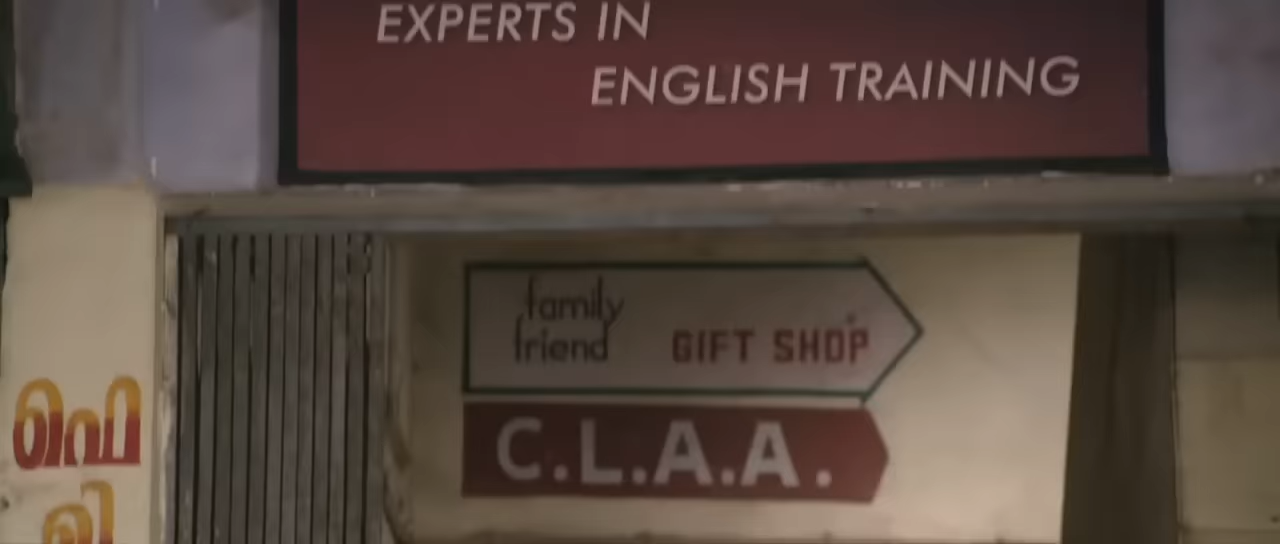 EXPERTS IN
ENGLISH TRAINING
family
friend
GIFT SHOP
C.L.A.A.